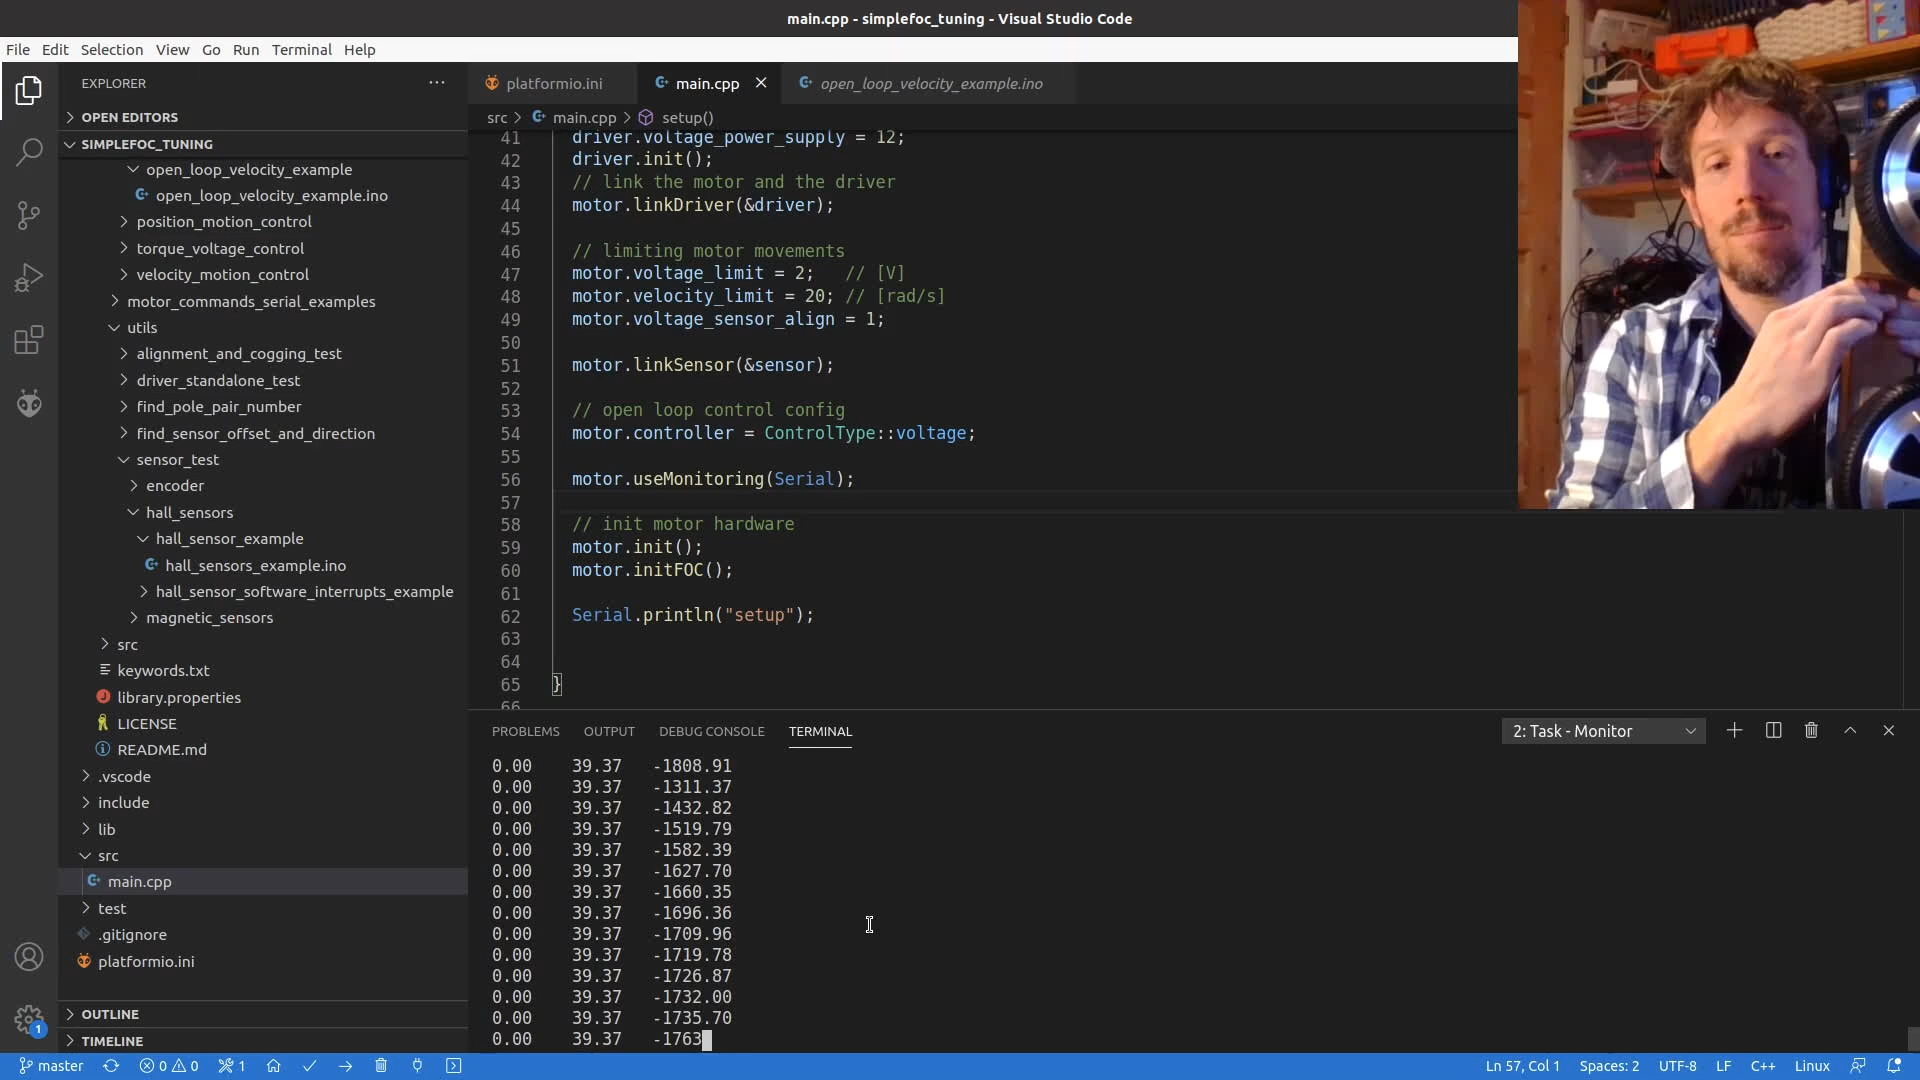 main.cpp - simplefoc_tuning - Visual Studio Code
File Edit Selection View Go Run Terminal Help
EXPLORER
OPEN EDITORS
SIMPLEFOC_TUNING
open_loop_velocity_example
open_loop_velocity_example.ino
position_motion_control
torque_voltage_control
velocity_motion_control
motor_commands_serial_examples
utils
alignment_and_cogging_test
driver_standalone_test
find_pole_pair_number
find_sensor_offset_and_direction
sensor_test
encoder
hall_sensors
hall_sensor_example
hall_sensors_example.ino
hall_sensor_software_interrupts_example
magnetic_sensors
src
keywords.txt
library.properties
LICENSE
README.md
.vscode
include
lib
src
main.cpp
test
.gitignore
platformio.ini
OUTLINE
TIMELINE
platformio.ini main.cpp open_loop_velocity_example.ino
src > main.cpp > setup()
41 driver.voltage_power_supply = 12;
42 driver.init();
43 // link the motor and the driver
44 motor.linkDriver(&driver);
45
46 // limiting motor movements
47 motor.voltage_limit = 2;   // [V]
48 motor.velocity_limit = 20; // [rad/s]
49 motor.voltage_sensor_align = 1;
50
51 motor.linkSensor(&sensor);
52
53 // open loop control config
54 motor.controller = ControlType::voltage;
55
56 motor.useMonitoring(Serial);
57
58 // init motor hardware
59 motor.init();
60 motor.initFOC();
61
62 Serial.println("setup");
63
64
65 }
66
PROBLEMS OUTPUT DEBUG CONSOLE TERMINAL 2: Task - Monitor
0.00 39.37 -1808.91
0.00 39.37 -1311.37
0.00 39.37 -1432.82
0.00 39.37 -1519.79
0.00 39.37 -1582.39
0.00 39.37 -1627.70
0.00 39.37 -1660.35
0.00 39.37 -1696.36
0.00 39.37 -1709.96
0.00 39.37 -1719.78
0.00 39.37 -1726.87
0.00 39.37 -1732.00
0.00 39.37 -1735.70
0.00 39.37 -1763
1
master 0 0 1 Ln 57, Col 1 Spaces: 2 UTF-8 LF C++ Linux